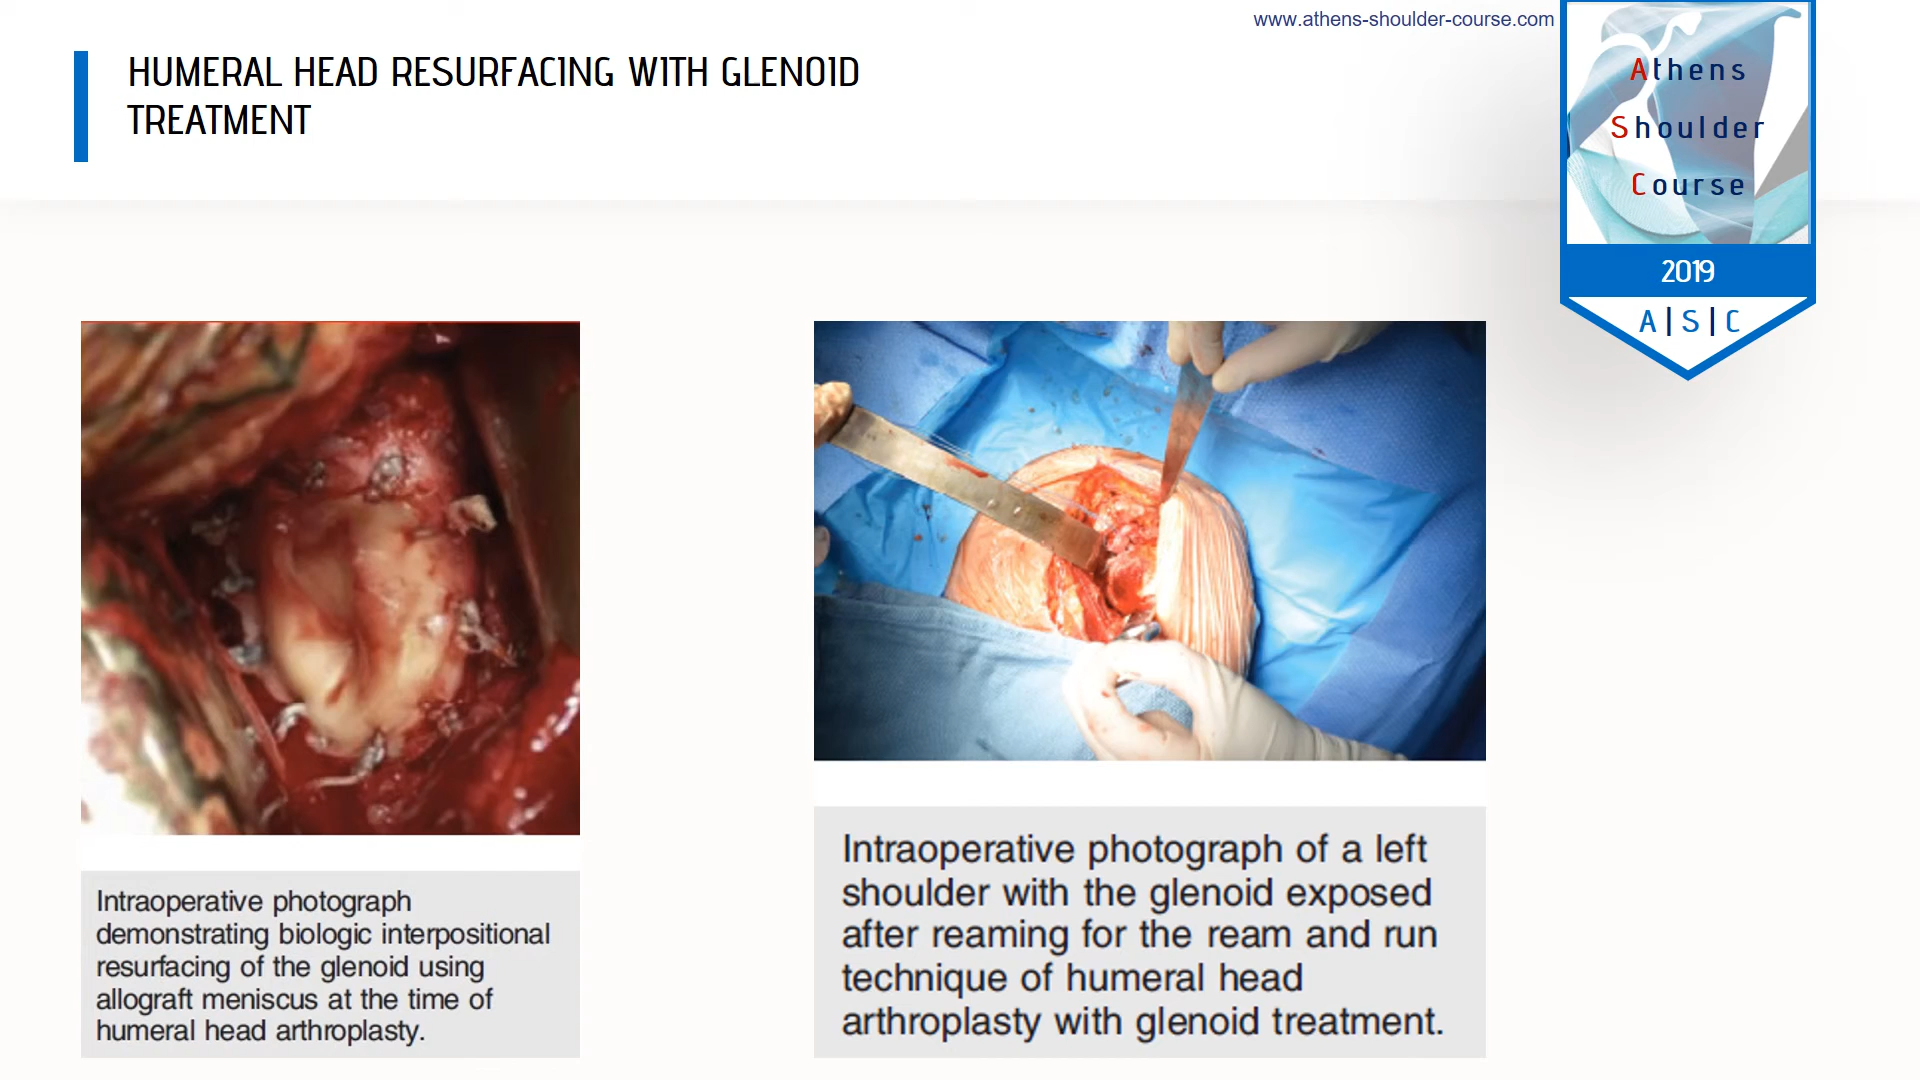 www.athens-shoulder-course.com
HUMERAL HEAD RESURFACING WITH GLENOID
TREATMENT
Athens
Shoulder
Course
2019
A|S|C
Intraoperative photograph
demonstrating biologic interpositional
resurfacing of the glenoid using
allograft meniscus at the time of
humeral head arthroplasty.
Intraoperative photograph of a left
shoulder with the glenoid exposed
after reaming for the ream and run
technique of humeral head
arthroplasty with glenoid treatment.